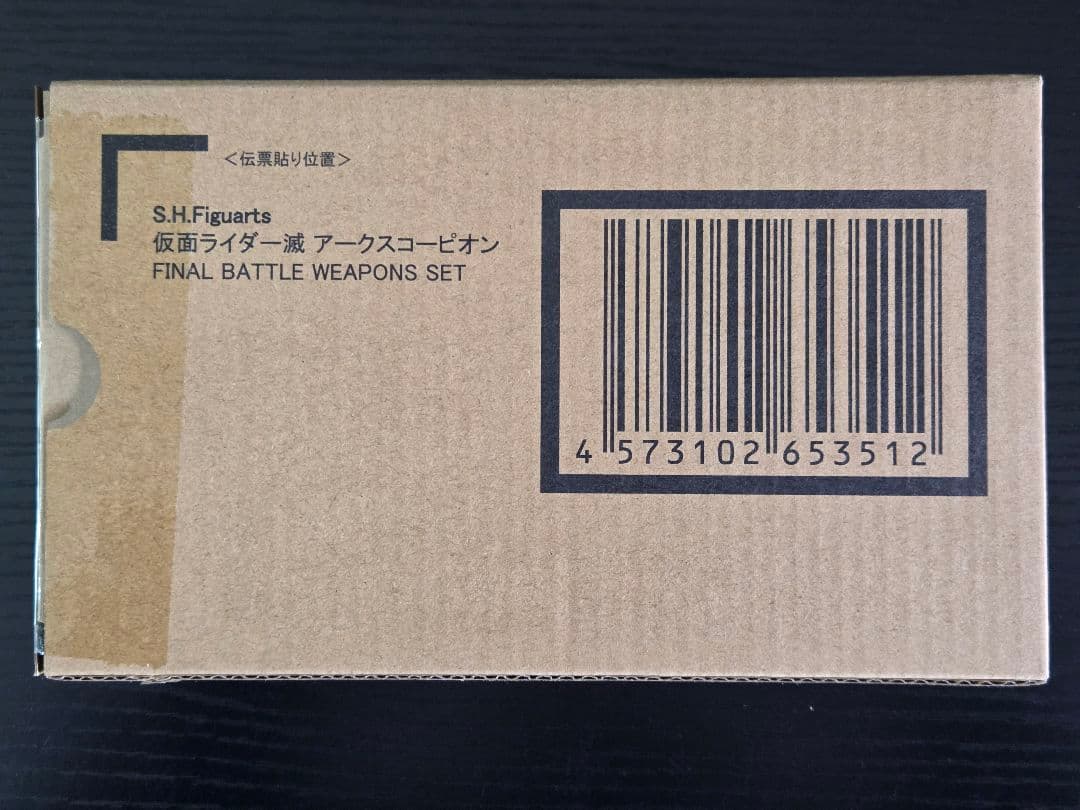 ＜伝票貼り位置＞
S.H.Figuarts
仮面ライダー滅 アークスコーピオン
FINAL BATTLE WEAPONS SET
4 573102 653512